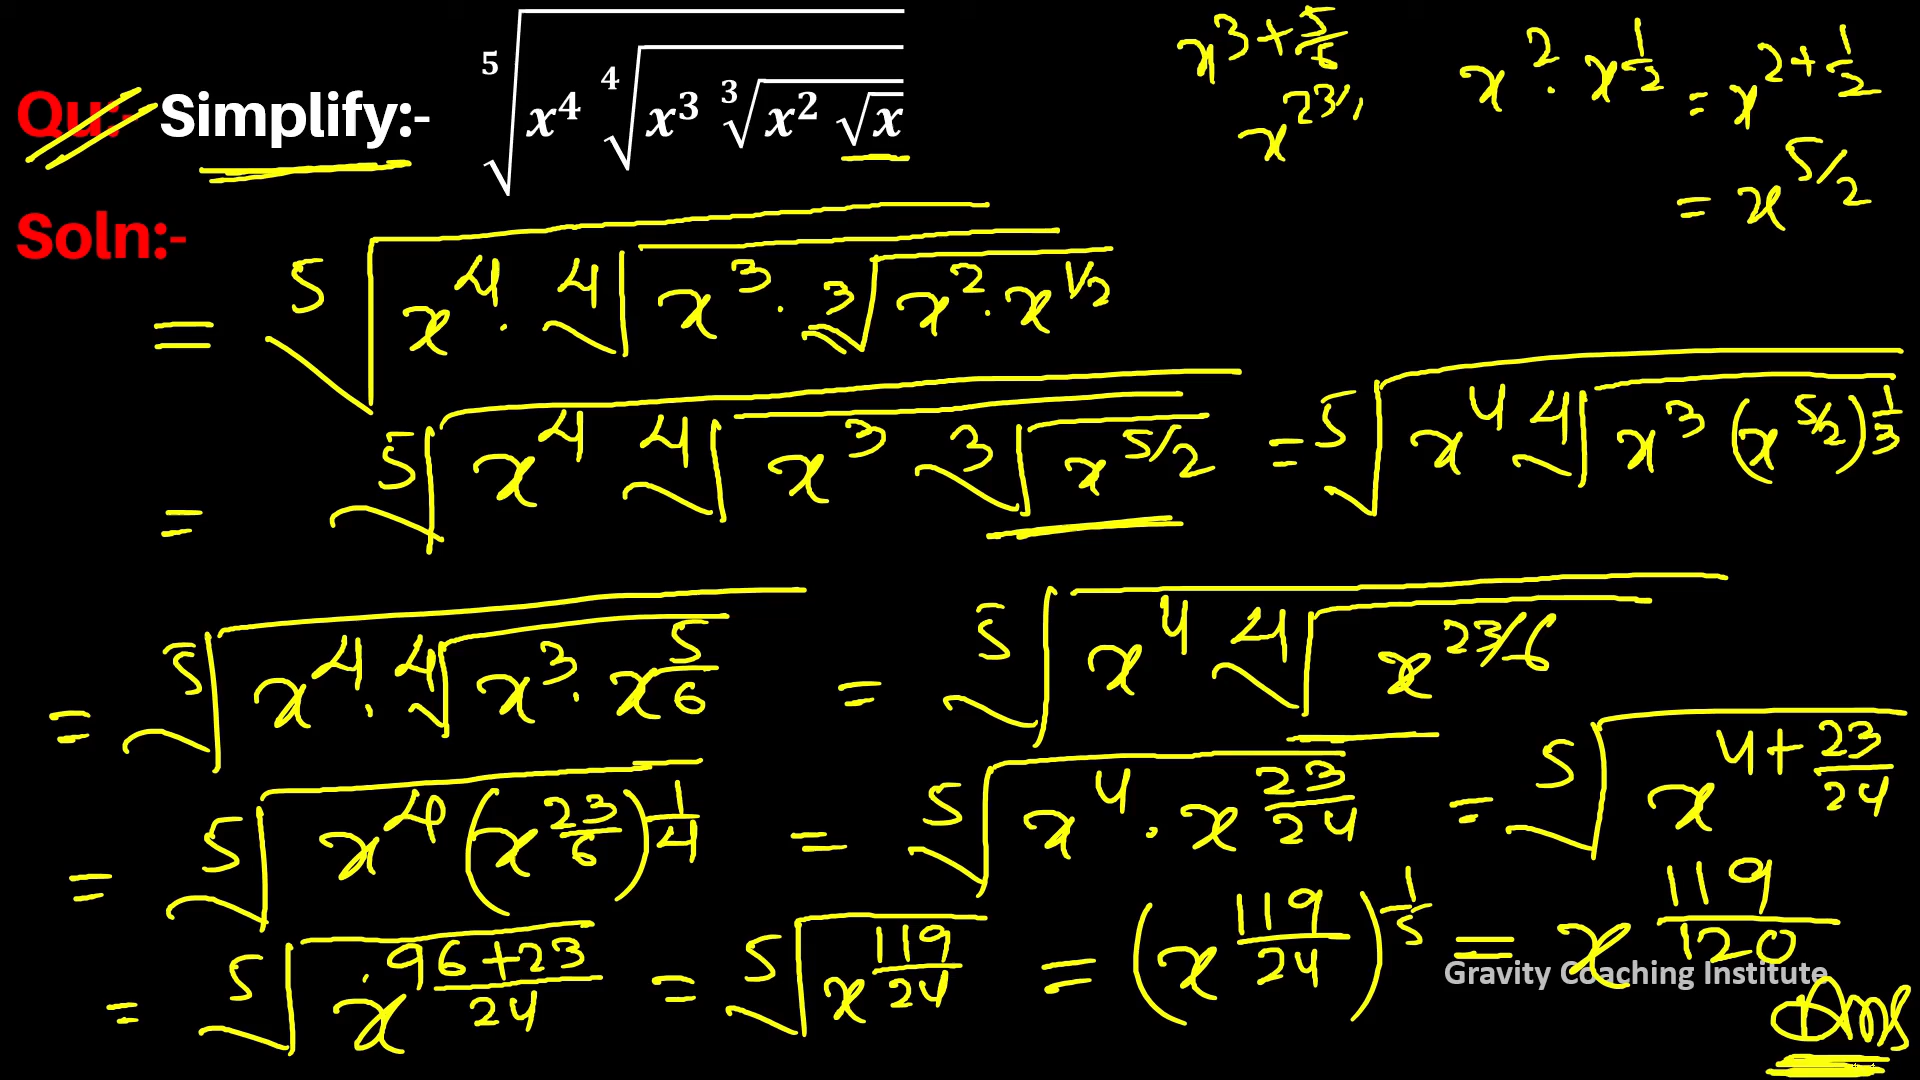 Qu:- Simplify:- ⁵√(x⁴ ⁴√(x³ ³√(x² √x)))
x^(3+5/6)
x^(23/
x² · x^(1/2) = x^(2+1/2)
= x^(5/2)
Soln:-
= ⁵√(x⁴ · ⁴√(x³ · ³√(x² · x^(1/2))))
= ⁵√(x⁴ ⁴√(x³ ³√(x^(5/2)))) = ⁵√(x⁴ ⁴√(x³ (x^(5/2))^(1/3)))
= ⁵√(x⁴ · ⁴√(x³ · x^(5/6))) = ⁵√(x⁴ ⁴√(x^(23/6)))
= ⁵√(x⁴ (x^(23/6))^(1/4)) = ⁵√(x⁴ · x^(23/24)) = ⁵√(x^(4+23/24))
= ⁵√(x^((96+23)/24)) = ⁵√(x^(119/24)) = (x^(119/24))^(1/5) = x^(119/120)
Gravity Coaching Institute
Ans